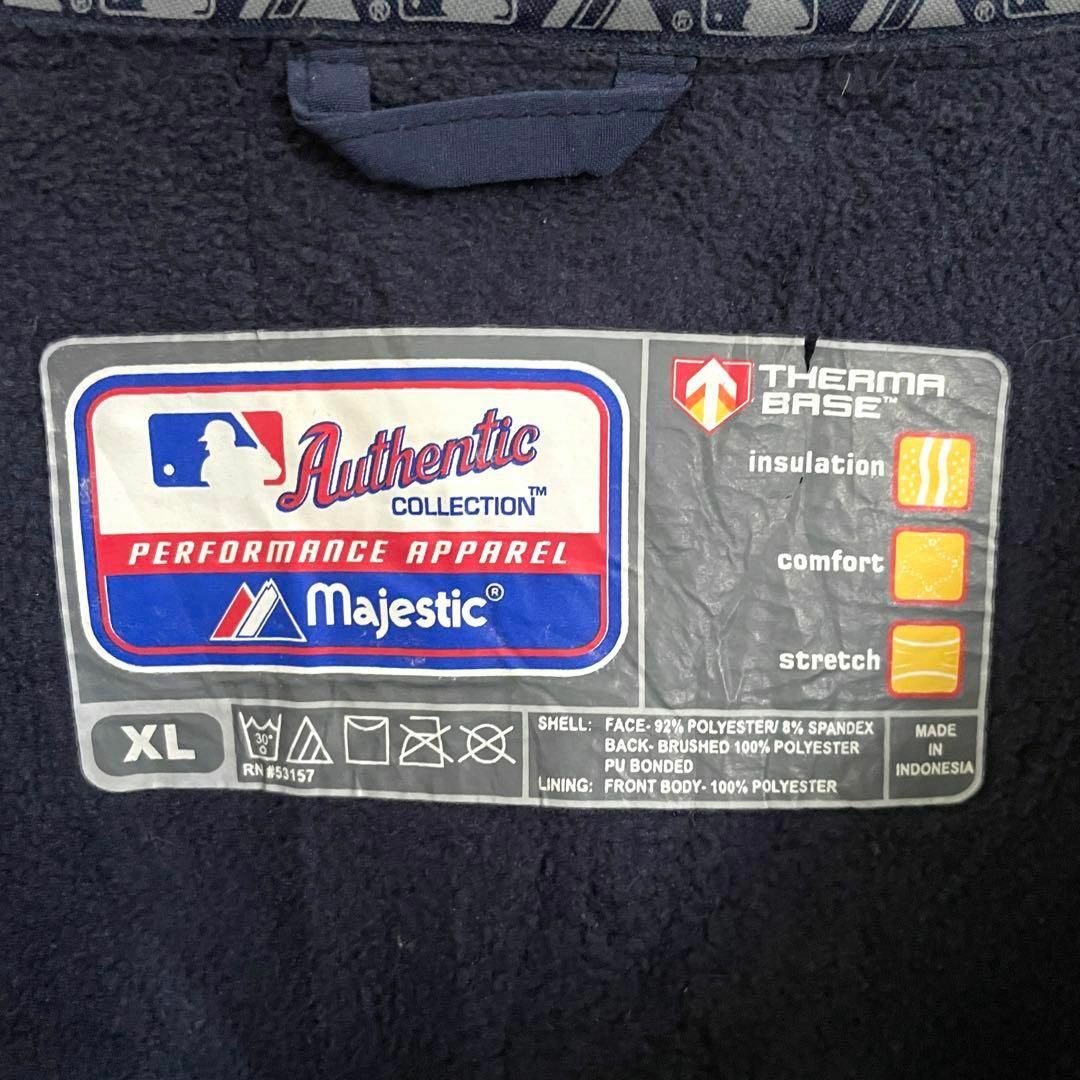 ®
®
Authentic
COLLECTION™
PERFORMANCE APPAREL
Majestic®
THERMA
BASE™
insulation
comfort
stretch
XL
30°
RN #53157
SHELL: FACE- 92% POLYESTER/ 8% SPANDEX
BACK- BRUSHED 100% POLYESTER
PU BONDED
LINING: FRONT BODY- 100% POLYESTER
MADE
IN
INDONESIA